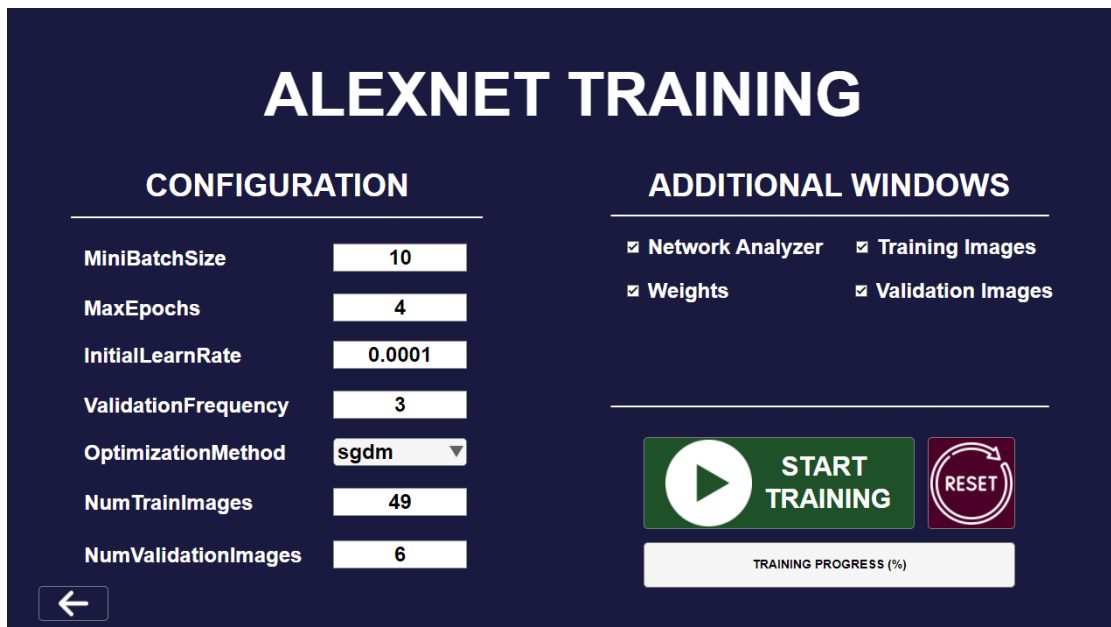 ALEXNET TRAINING
CONFIGURATION
MiniBatchSize 10
MaxEpochs 4
InitialLearnRate 0.0001
ValidationFrequency 3
OptimizationMethod sgdm
NumTrainImages 49
NumValidationImages 6
ADDITIONAL WINDOWS
Network Analyzer Training Images
Weights Validation Images
START
TRAINING
RESET
TRAINING PROGRESS (%)